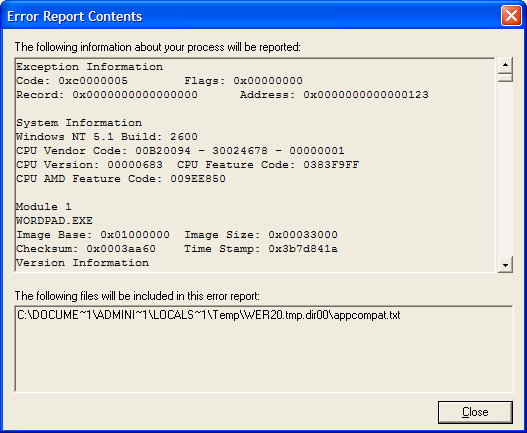 Error Report Contents
The following information about your process will be reported:
Exception Information
Code: 0xc0000005 Flags: 0x00000000
Record: 0x0000000000000000 Address: 0x0000000000000123
System Information
Windows NT 5.1 Build: 2600
CPU Vendor Code: 00B20094 - 30024678 - 00000001
CPU Version: 00000683 CPU Feature Code: 0383F9FF
CPU AMD Feature Code: 009EE850
Module 1
WORDPAD.EXE
Image Base: 0x01000000 Image Size: 0x00033000
Checksum: 0x0003aa60 Time Stamp: 0x3b7d841a
Version Information
The following files will be included in this error report:
C:\DOCUME~1\ADMINI~1\LOCALS~1\Temp\WER20.tmp.dir00\appcompat.txt
Close